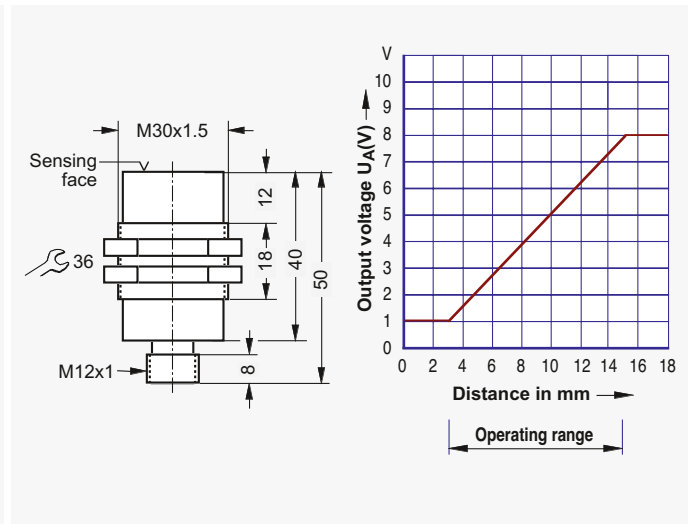 M30x1.5
Sensing
face
12
18
40
50
36
M12x1
8
V
10
9
8
7
6
5
4
3
2
1
0
Output voltage UA(V)
0 2 4 6 8 10 12 14 16 18
Distance in mm
Operating range